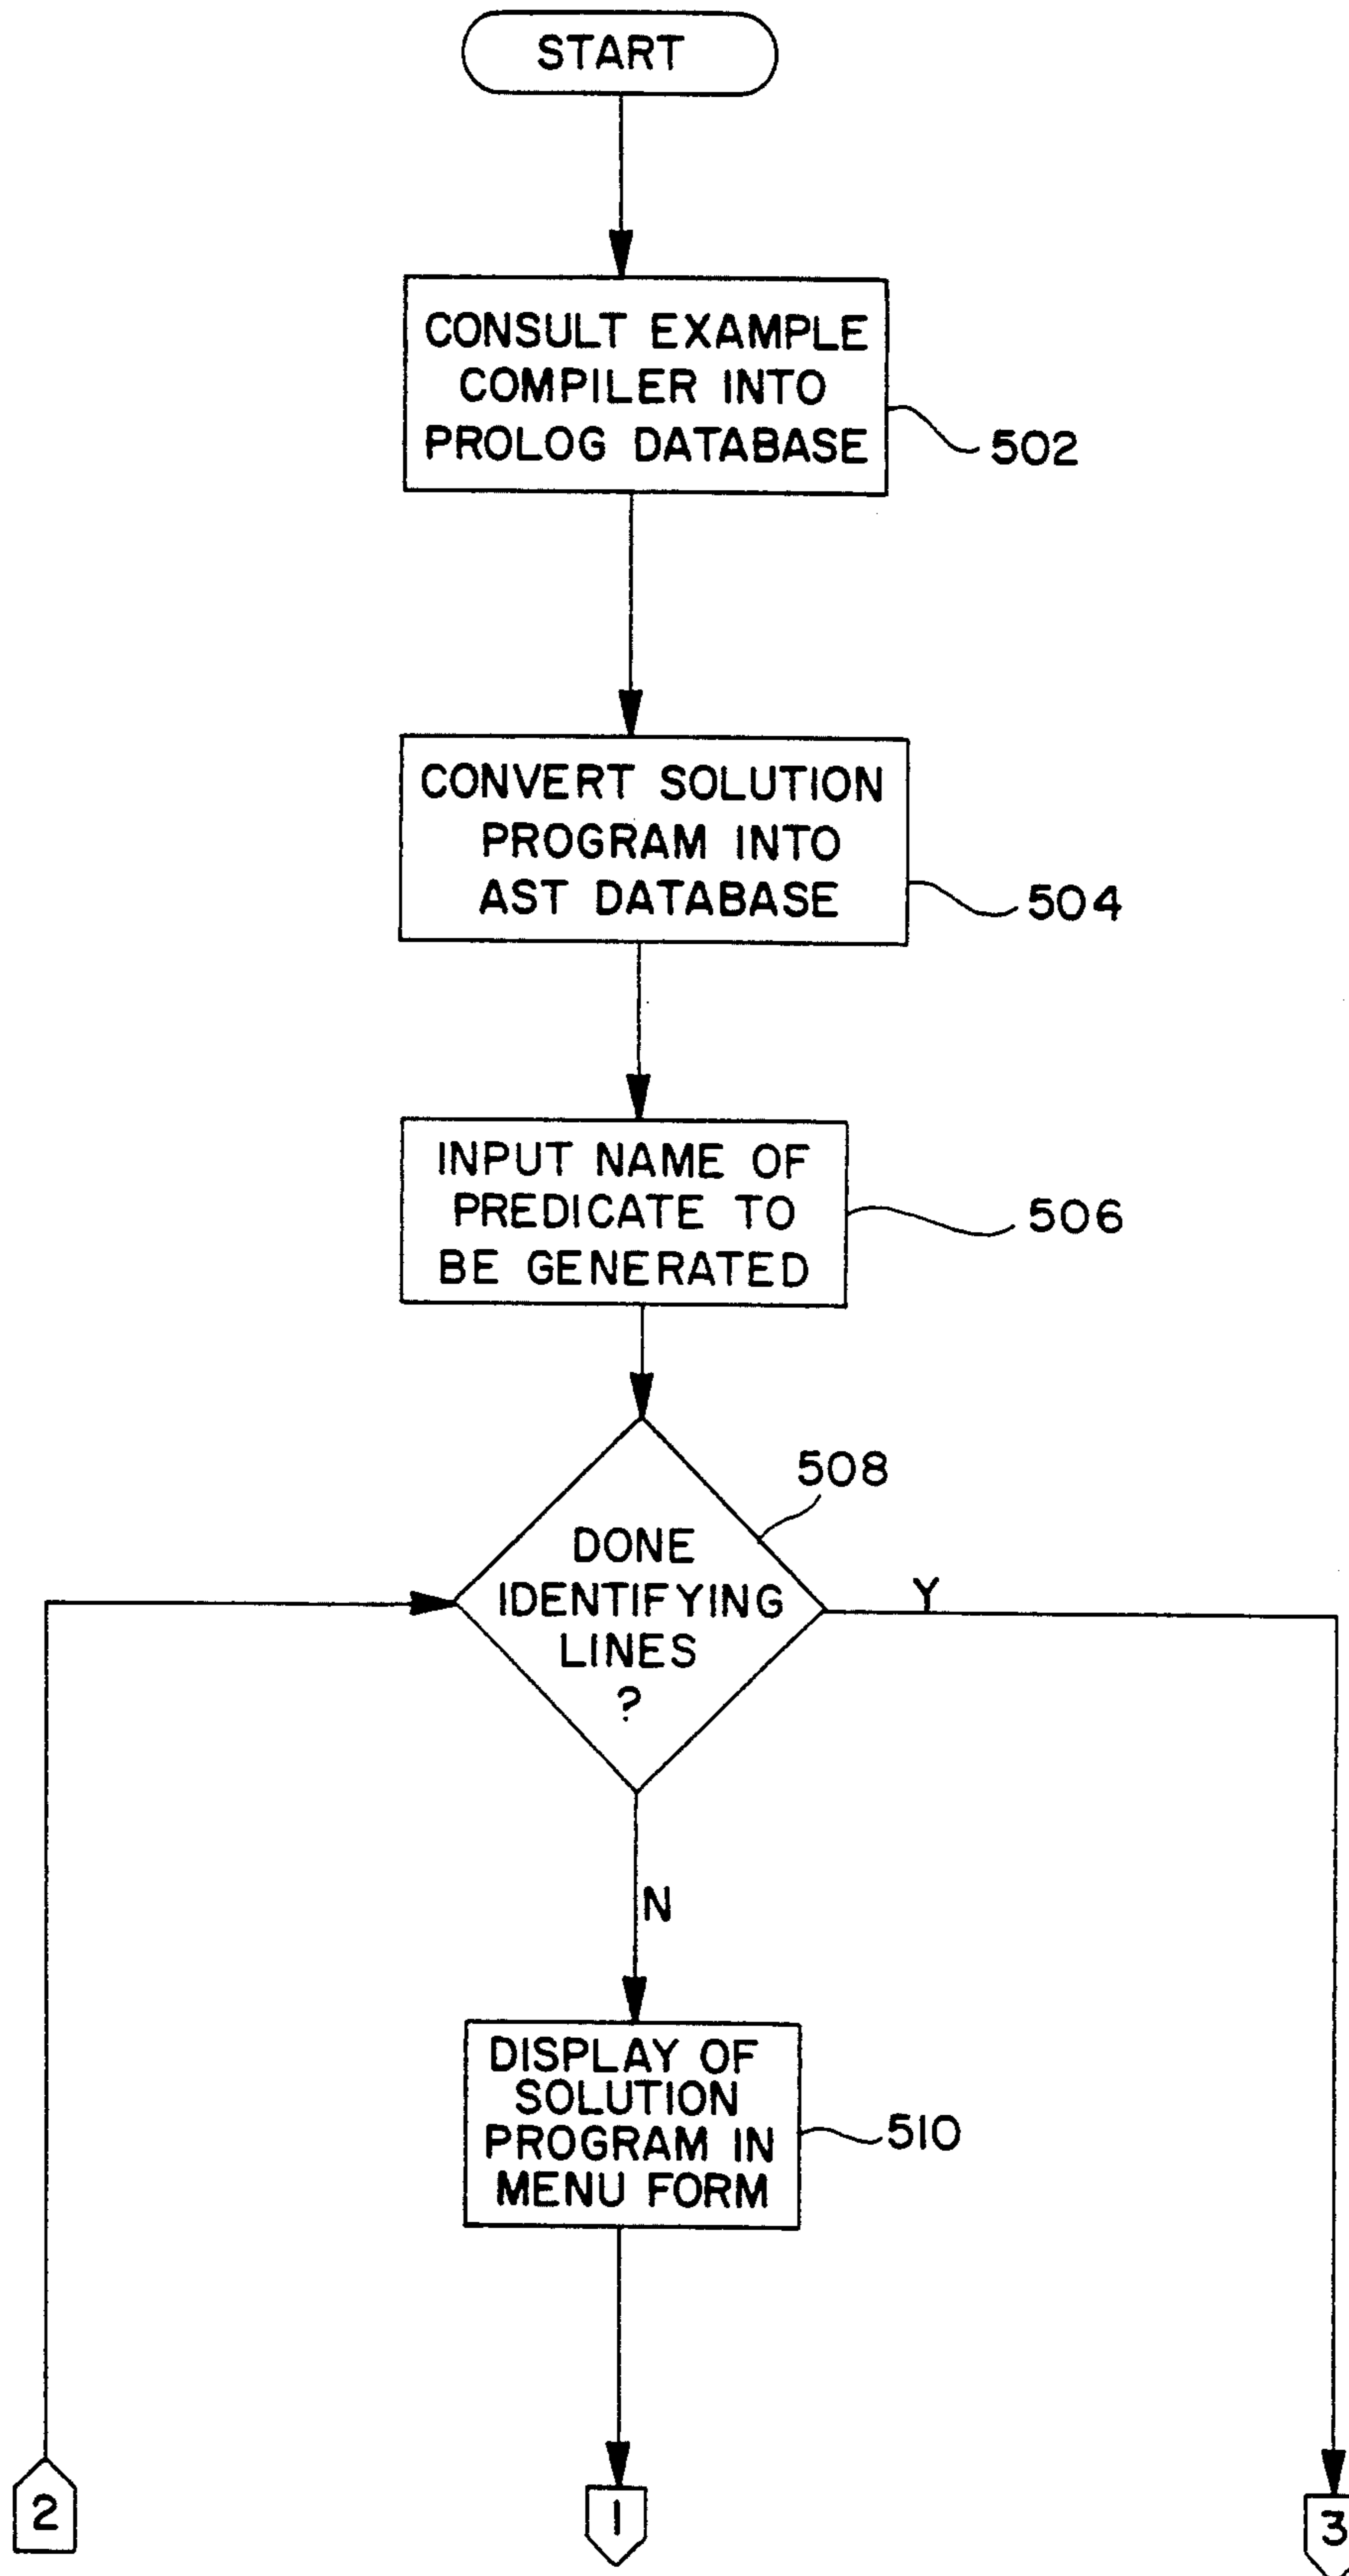 START
CONSULT EXAMPLE
COMPILER INTO
PROLOG DATABASE
502
CONVERT SOLUTION
PROGRAM INTO
AST DATABASE
504
INPUT NAME OF
PREDICATE TO
BE GENERATED
506
508
DONE
IDENTIFYING
LINES
?
Y
N
DISPLAY OF
SOLUTION
PROGRAM IN
MENU FORM
510
2
1
3